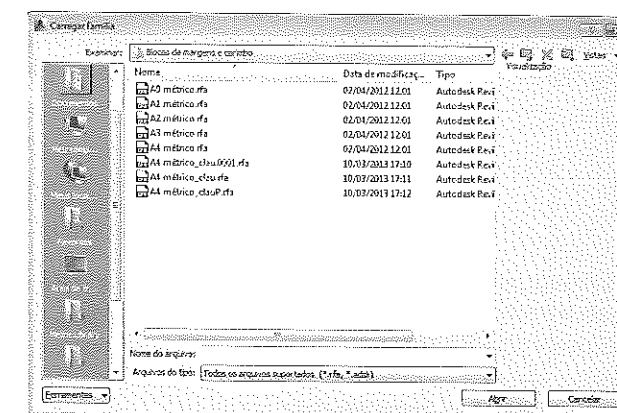 Carregar família
Examinar: Blocos de margens e carimbo Vistas
Visualização
Nome Data de modificaç... Tipo
A0 métrico.rfa 02/04/2012 12:01 Autodesk Revi
A1 métrico.rfa 02/04/2012 12:01 Autodesk Revi
A2 métrico.rfa 02/04/2012 12:01 Autodesk Revi
A3 métrico.rfa 02/04/2012 12:01 Autodesk Revi
A4 métrico.rfa 02/04/2012 12:01 Autodesk Revi
A4 métrico_clau.0001.rfa 10/03/2013 17:10 Autodesk Revi
A4 métrico_clau.rfa 10/03/2013 17:11 Autodesk Revi
A4 métrico_clauP.rfa 10/03/2013 17:12 Autodesk Revi
Nome do arquivo:
Arquivos do tipo: Todos os arquivos suportados (*.rfa, *.adsk)
Ferramentas Abrir Cancelar